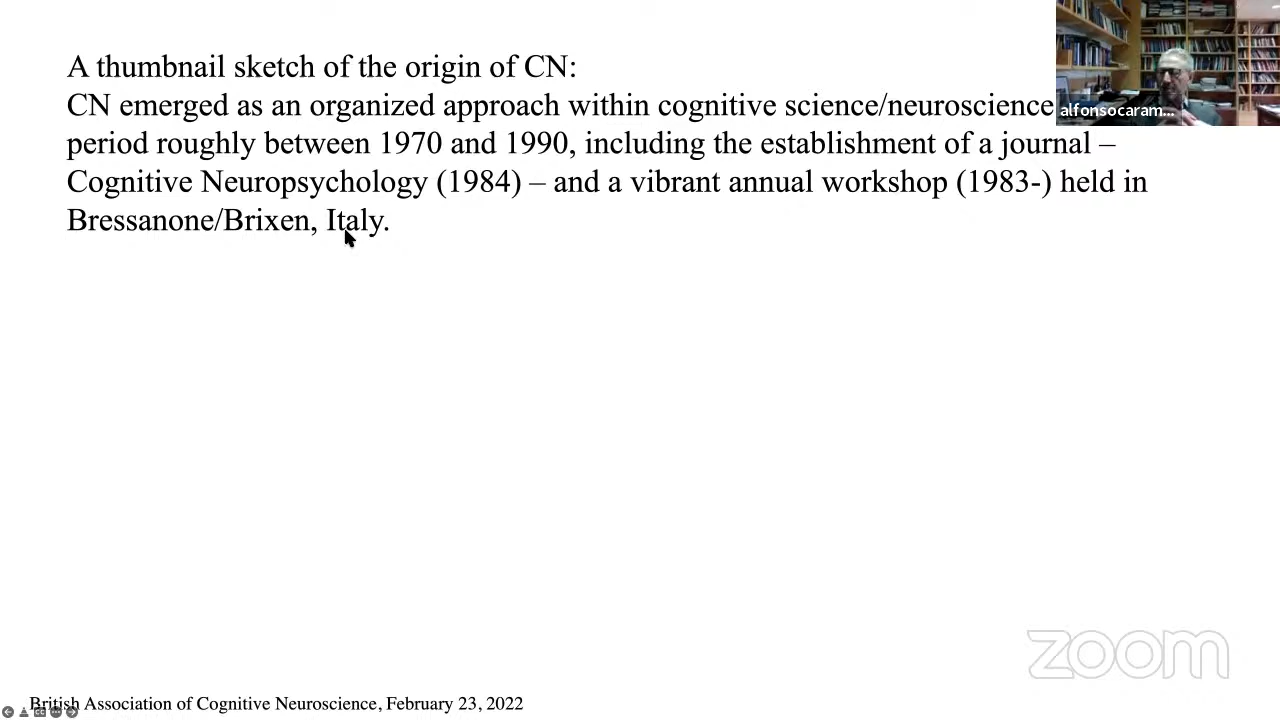 A thumbnail sketch of the origin of CN:
CN emerged as an organized approach within cognitive science/neuroscience
period roughly between 1970 and 1990, including the establishment of a journal –
Cognitive Neuropsychology (1984) – and a vibrant annual workshop (1983-) held in
Bressanone/Brixen, Italy.
alfonsocaram...
zoom
British Association of Cognitive Neuroscience, February 23, 2022